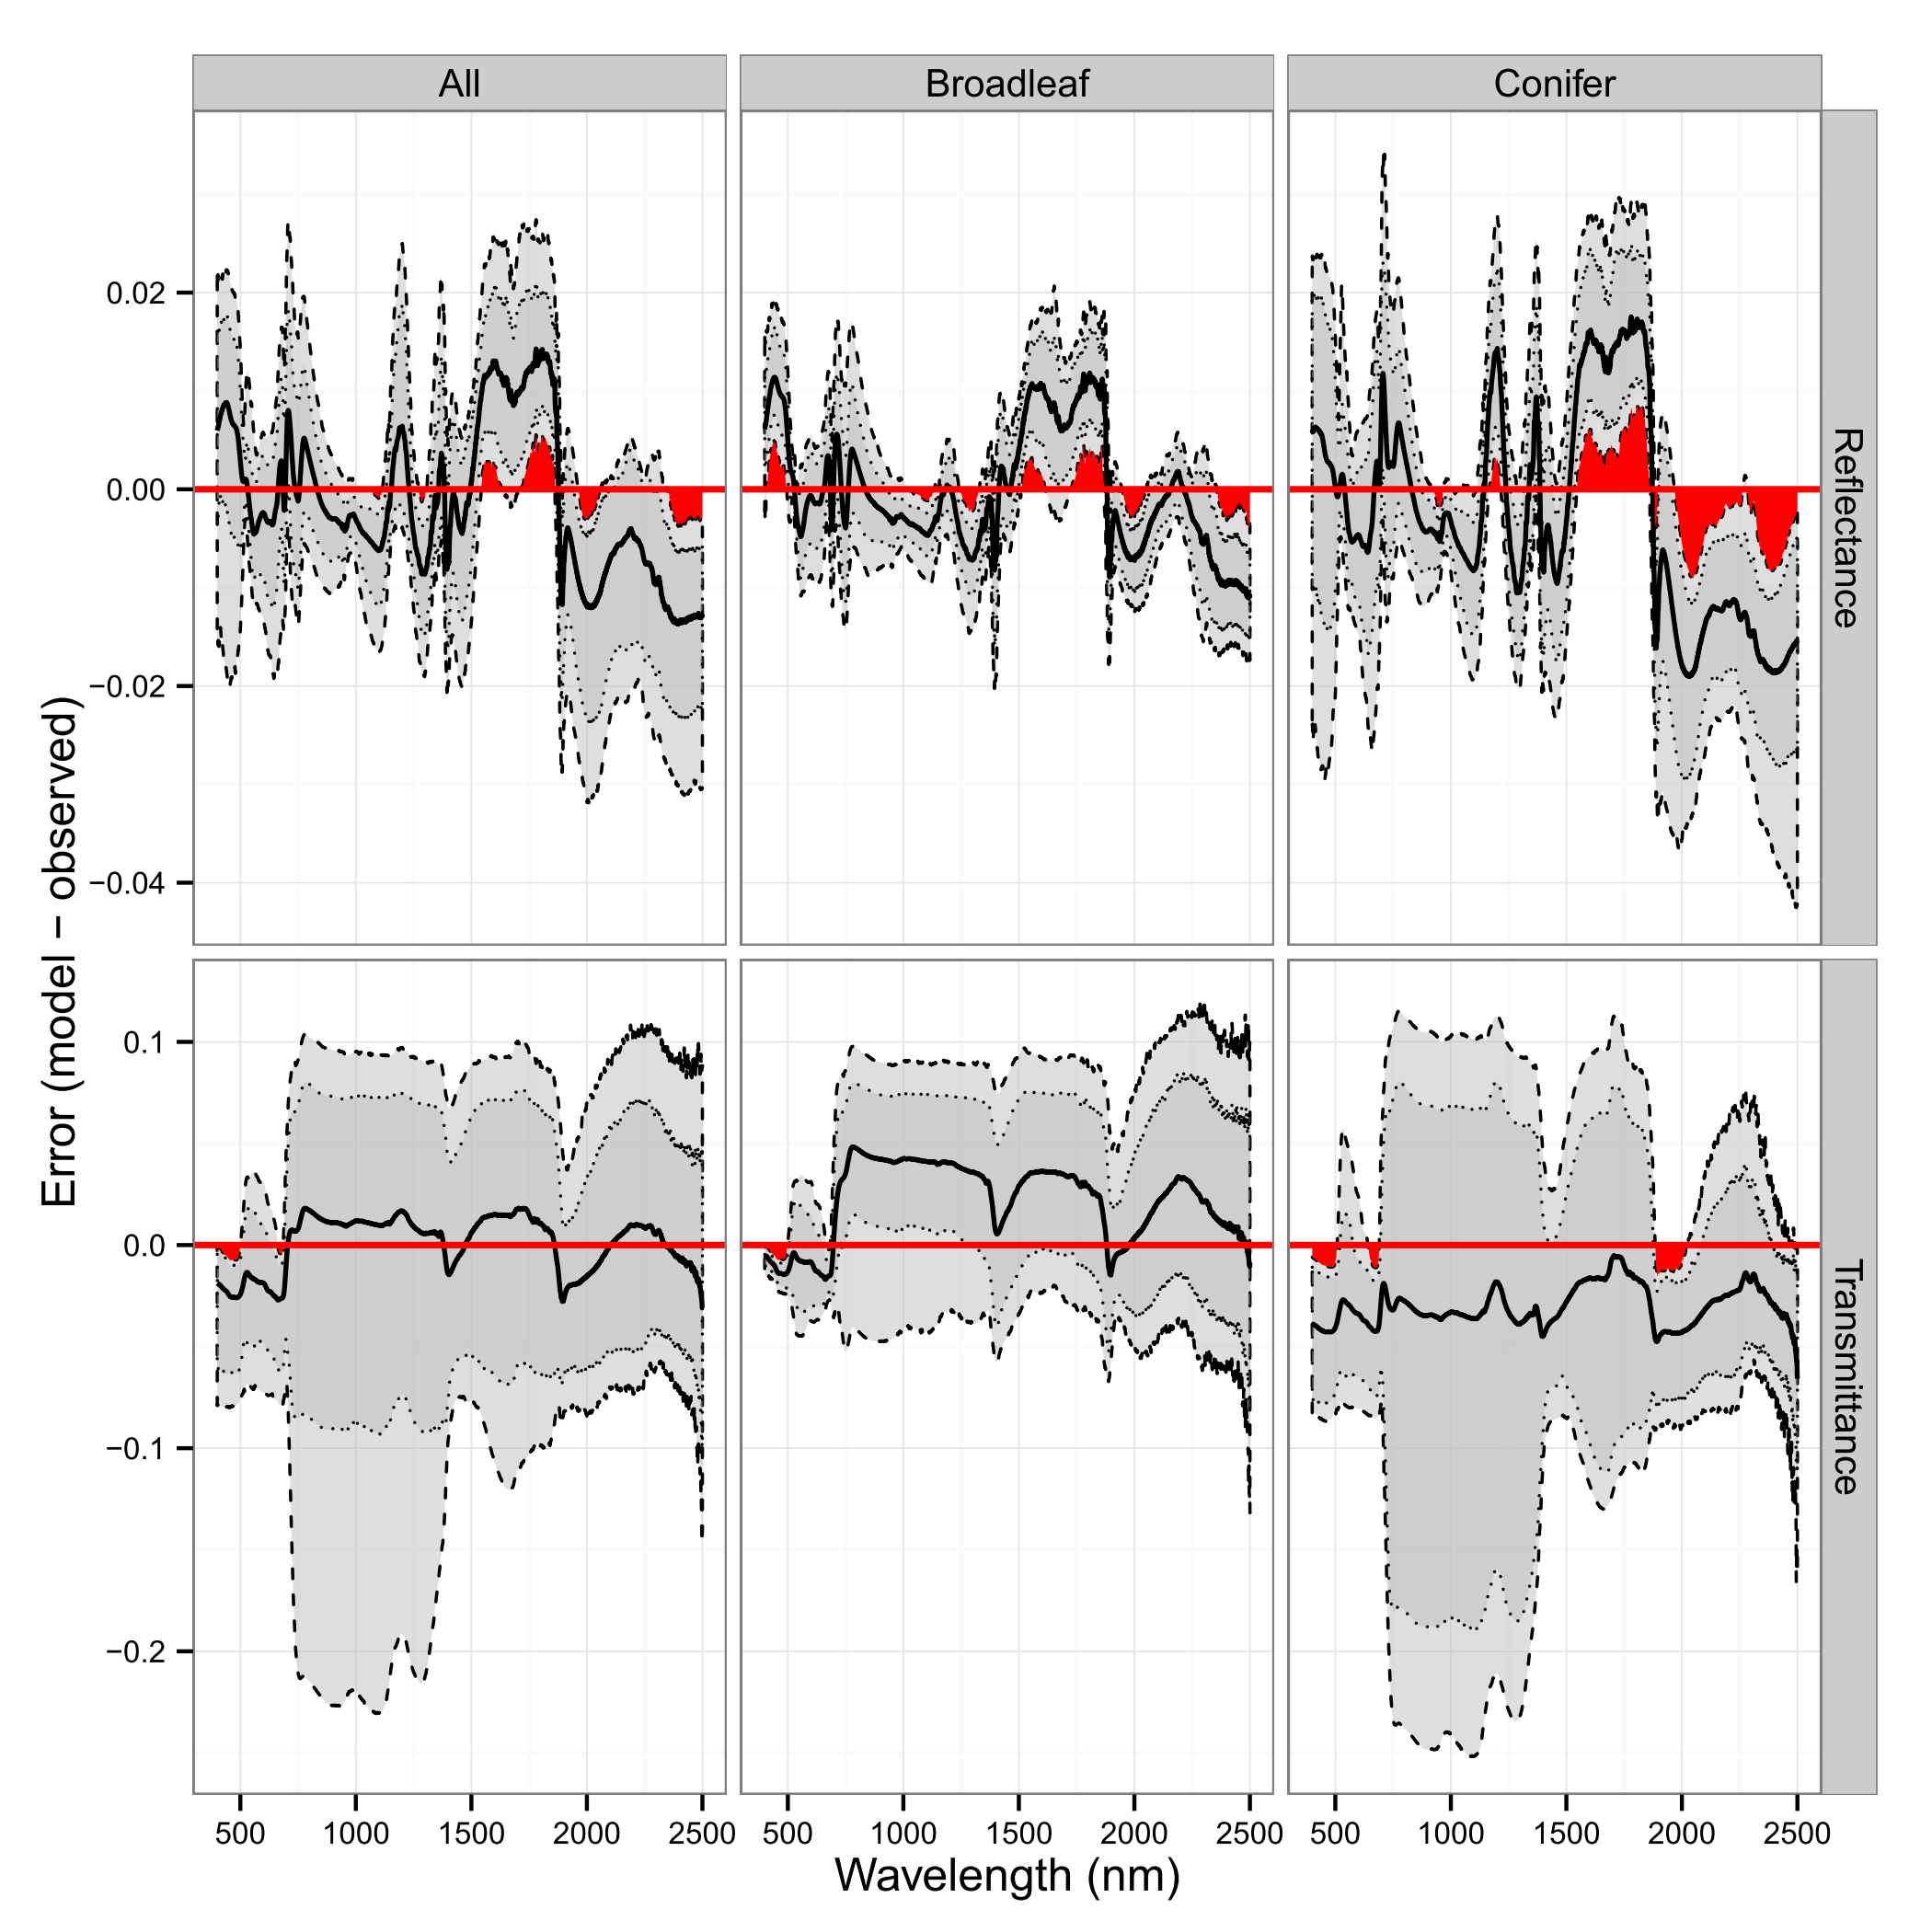 All
Broadleaf
Conifer
Error (model − observed)
0.02
0.00
−0.02
−0.04
Reflectance
0.1
0.0
−0.1
−0.2
Transmittance
500 1000 1500 2000 2500 500 1000 1500 2000 2500 500 1000 1500 2000 2500
Wavelength (nm)